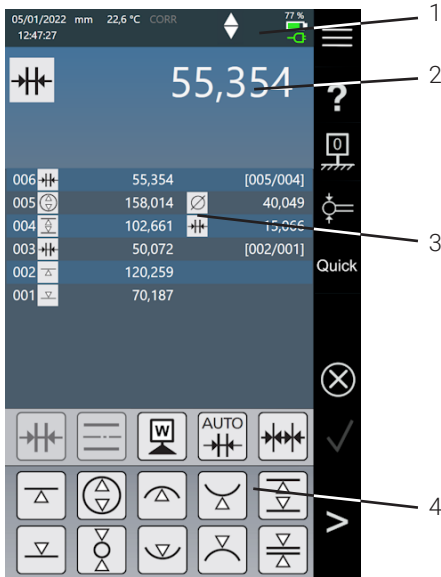 05/01/2022 mm 22,6 °C CORR 77 %
12:47:27
1
55,354
2
?
0
006 55,354 [005/004]
005 158,014 Ø 40,049
004 102,661 15,066
003 50,072 [002/001]
002 120,259
001 70,187
3
Quick
W
AUTO
4
>